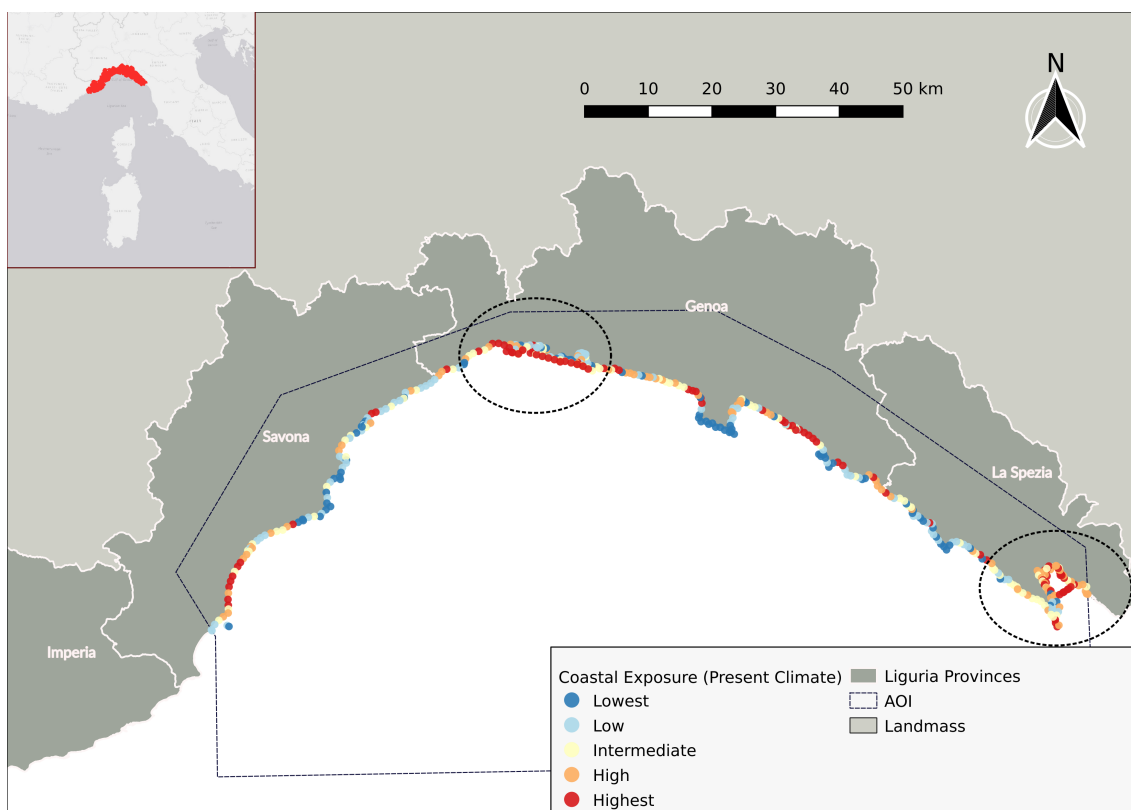 N
0 10 20 30 40 50 km
Genoa
Savona
La Spezia
Imperia
Coastal Exposure (Present Climate)
Lowest
Low
Intermediate
High
Highest
Liguria Provinces
AOI
Landmass